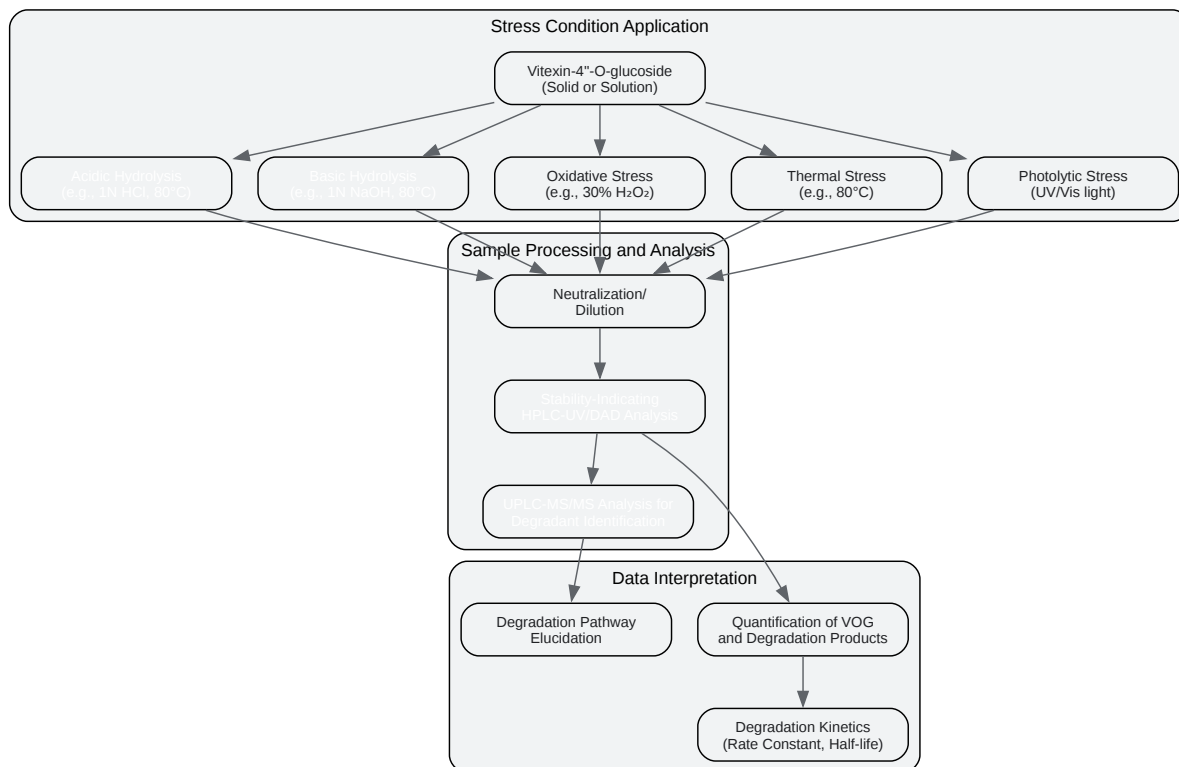 Stress Condition Application
Vitexin-4"-O-glucoside
(Solid or Solution)
Acidic Hydrolysis
(e.g., 1N HCl, 80°C)
Basic Hydrolysis
(e.g., 1N NaOH, 80°C)
Oxidative Stress
(e.g., 30% H₂O₂)
Thermal Stress
(e.g., 80°C)
Photolytic Stress
(UV/Vis light)
Sample Processing and Analysis
Neutralization/
Dilution
Stability-Indicating
HPLC-UV/DAD Analysis
UPLC-MS/MS Analysis for
Degradant Identification
Data Interpretation
Degradation Pathway
Elucidation
Quantification of VOG
and Degradation Products
Degradation Kinetics
(Rate Constant, Half-life)